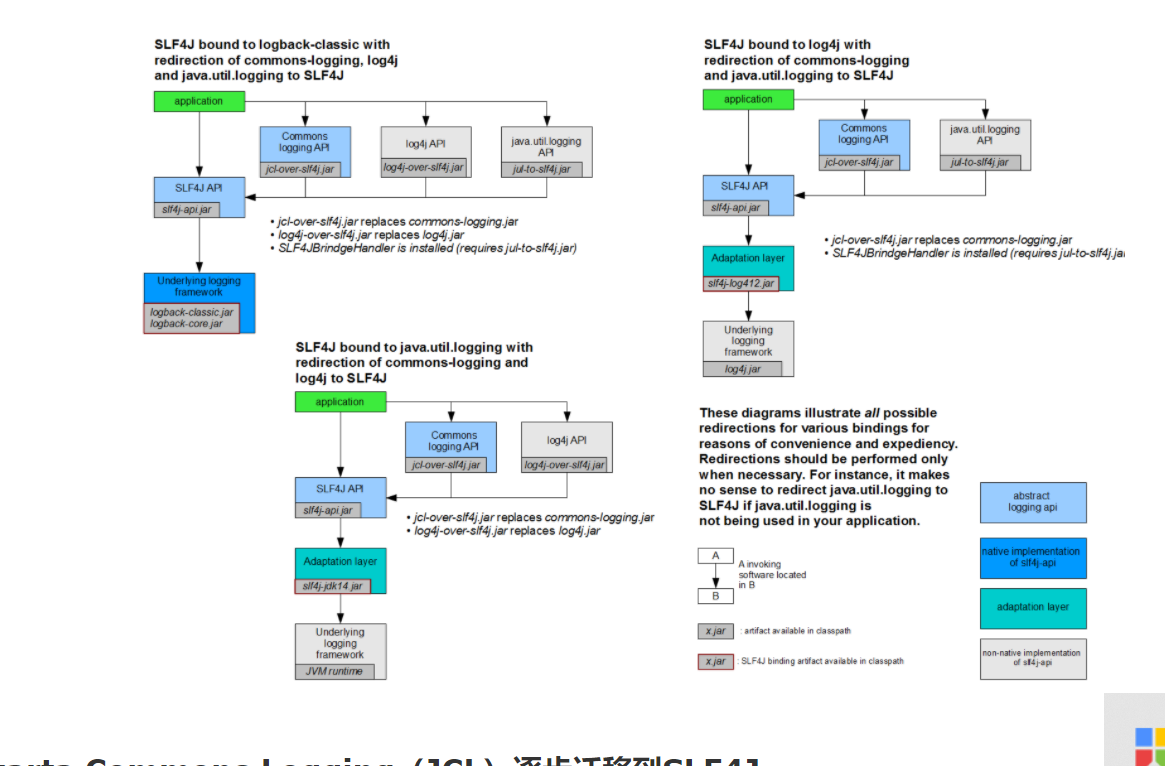 SLF4J bound to logback-classic with
redirection of commons-logging, log4j
and java.util.logging to SLF4J
application
Commons
logging API
jcl-over-slf4j.jar
log4j API
log4j-over-slf4j.jar
java.util.logging
API
jul-to-slf4j.jar
SLF4J API
slf4j-api.jar
• jcl-over-slf4j.jar replaces commons-logging.jar
• log4j-over-slf4j.jar replaces log4j.jar
• SLF4JBrindgeHandler is installed (requires jul-to-slf4j.jar)
Underlying logging
framework
logback-classic.jar
logback-core.jar
SLF4J bound to log4j with
redirection of commons-logging
and java.util.logging to SLF4J
application
Commons
logging API
jcl-over-slf4j.jar
java.util.logging
API
jul-to-slf4j.jar
SLF4J API
slf4j-api.jar
• jcl-over-slf4j.jar replaces commons-logging.jar
• SLF4JBrindgeHandler is installed (requires jul-to-slf4j.jar
Adaptation layer
slf4j-log412.jar
Underlying
logging
framework
log4j.jar
SLF4J bound to java.util.logging with
redirection of commons-logging and
log4j to SLF4J
application
Commons
logging API
jcl-over-slf4j.jar
log4j API
log4j-over-slf4j.jar
SLF4J API
slf4j-api.jar
• jcl-over-slf4j.jar replaces commons-logging.jar
• log4j-over-slf4j.jar replaces log4j.jar
Adaptation layer
slf4j-jdk14.jar
Underlying
logging
framework
JVM runtime
These diagrams illustrate all possible
redirections for various bindings for
reasons of convenience and expediency.
Redirections should be performed only
when necessary. For instance, it makes
no sense to redirect java.util.logging to
SLF4J if java.util.logging is
not being used in your application.
A
B
A invoking
software located
in B
x.jar : artifact available in classpath
x.jar : SLF4J binding artifact available in classpath
abstract
logging api
native implementation
of slf4j-api
adaptation layer
non-native implementation
of slf4j-api
Commons Logging（JCL）逐步迁移到SLF4J